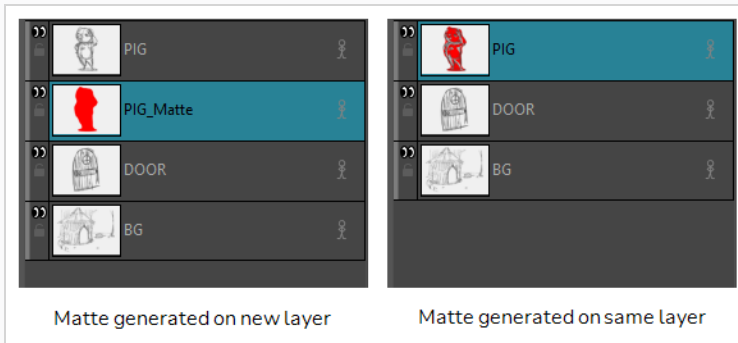 PIG
PIG_Matte
DOOR
BG
Matte generated on new layer
PIG
DOOR
BG
Matte generated on same layer